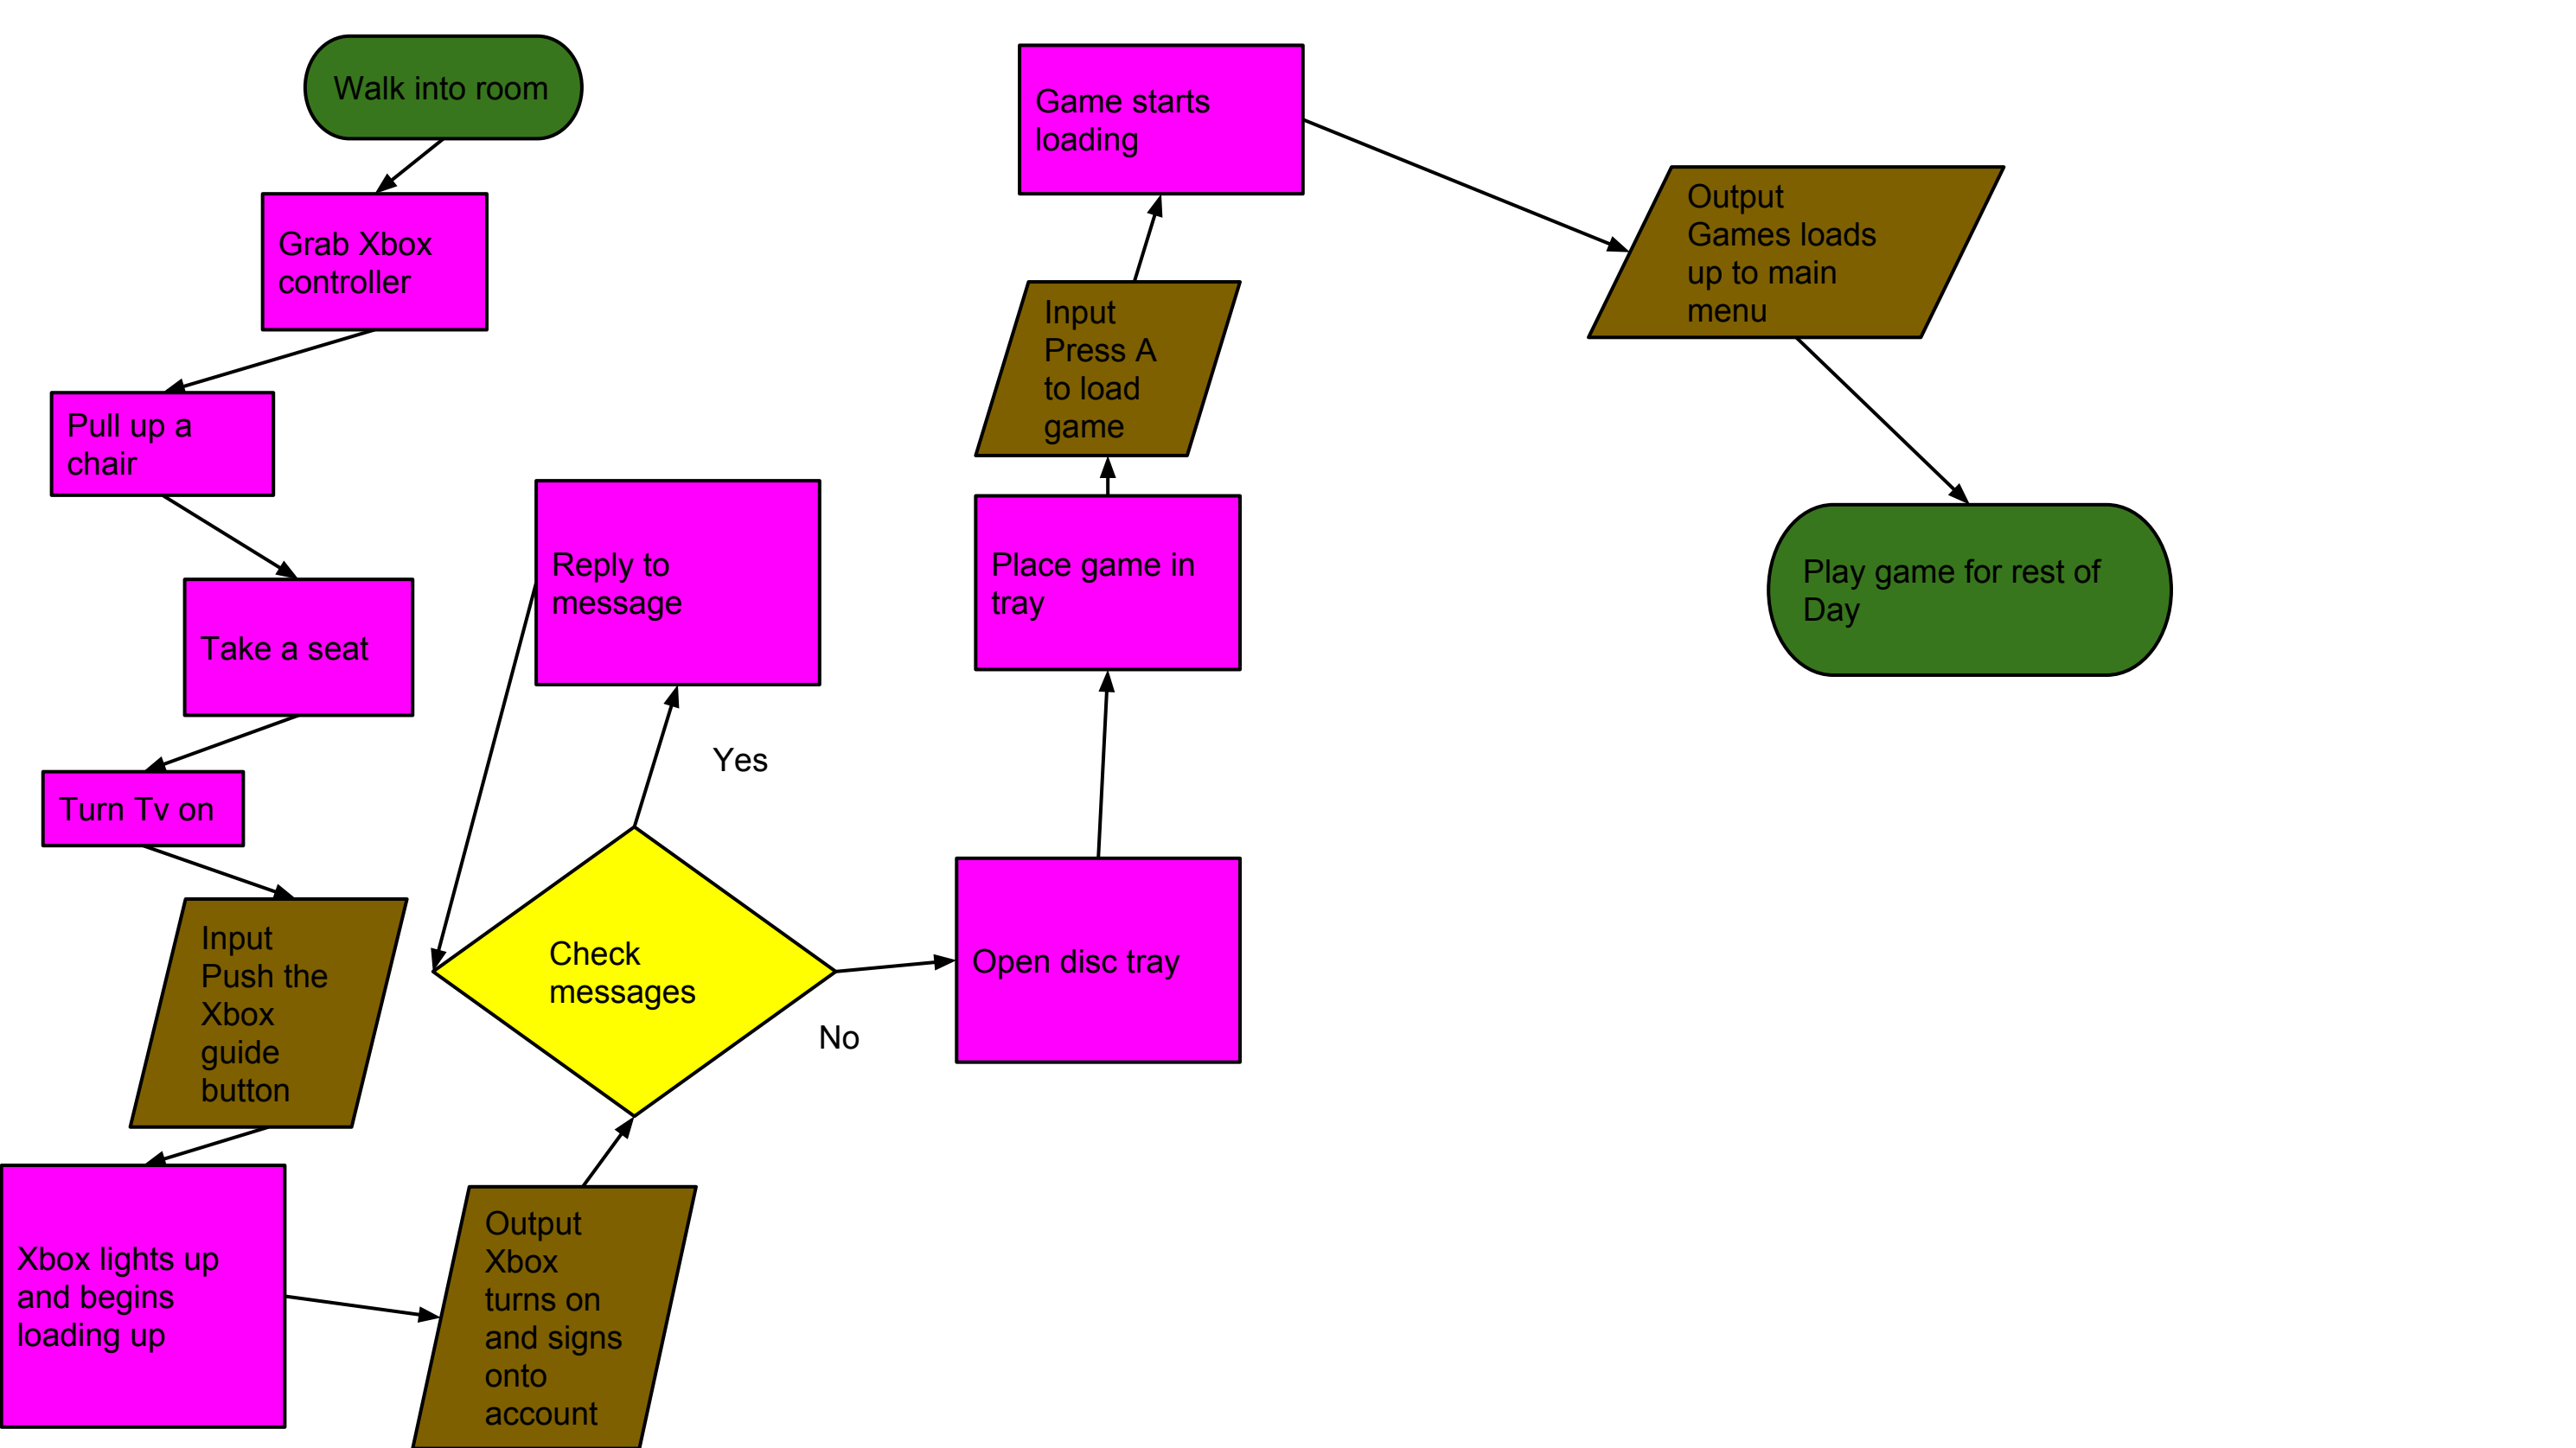 Walk into room
Grab Xbox
controller
Pull up a
chair
Take a seat
Turn Tv on
Input
Push the
Xbox
guide
button
Xbox lights up
and begins
loading up
Output
Xbox
turns on
and signs
onto
account
Check
messages
Yes
Reply to
message
No
Open disc tray
Place game in
tray
Input
Press A
to load
game
Game starts
loading
Output
Games loads
up to main
menu
Play game for rest of
Day